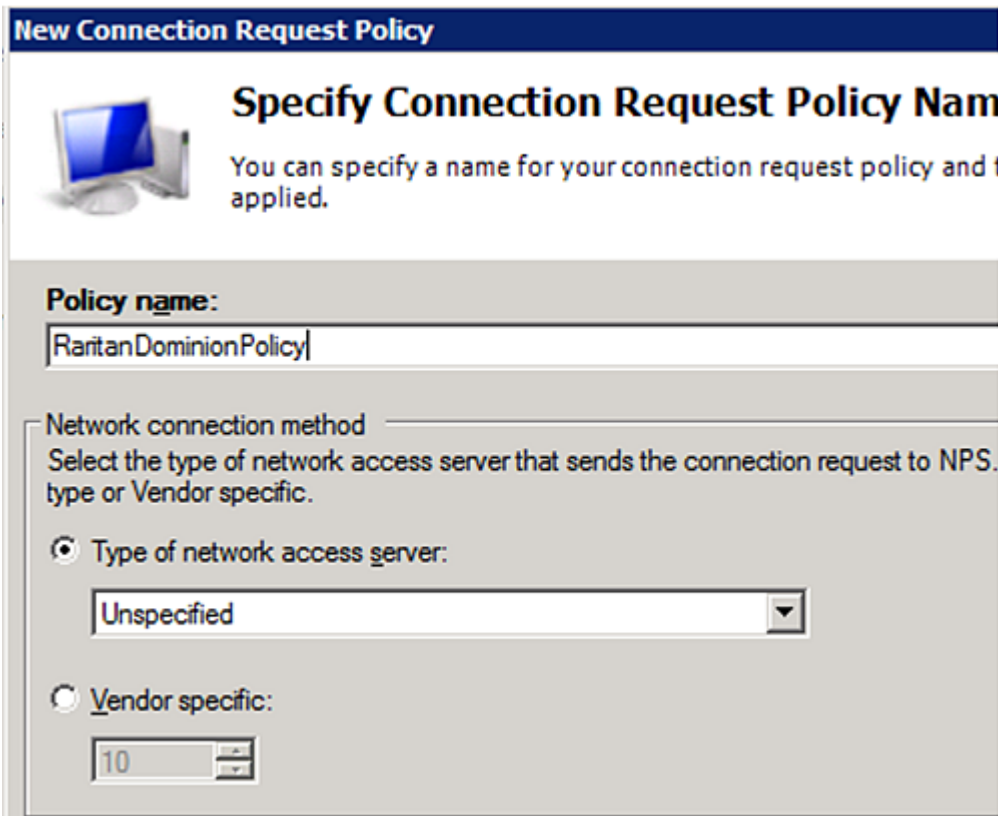 New Connection Request Policy
Specify Connection Request Policy Nam
You can specify a name for your connection request policy and
applied.
Policy name:
RaritanDominionPolicy
Network connection method
Select the type of network access server that sends the connection request to NPS.
type or Vendor specific.
Type of network access server:
Unspecified
Vendor specific:
10